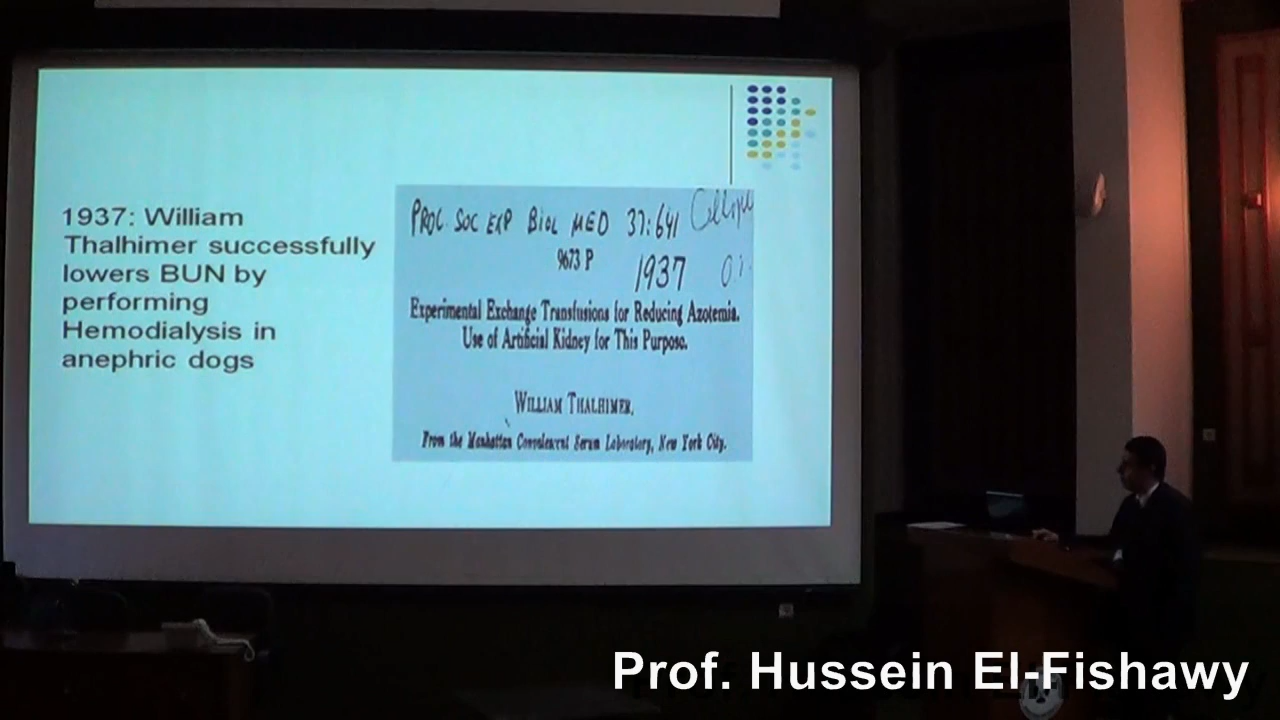 1937: William
Thalhimer successfully
lowers BUN by
performing
Hemodialysis in
anephric dogs
PROC SOC EXP BIOL MED 37:641
9673 P
1937
Experimental Exchange Transfusions for Reducing Azotemia.
Use of Artificial Kidney for This Purpose.
WILLIAM THALHIMER.
From the Manhattan Convalescent Serum Laboratory, New York City.
Prof. Hussein El-Fishawy